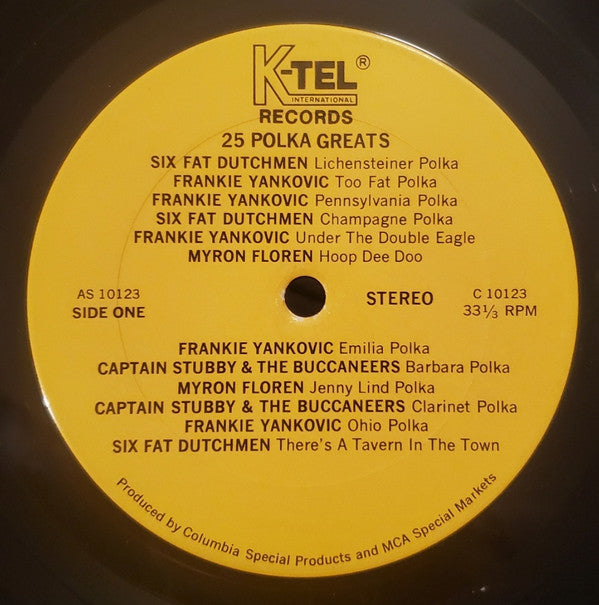 K-TEL ®
INTERNATIONAL
RECORDS
25 POLKA GREATS
SIX FAT DUTCHMEN Lichensteiner Polka
FRANKIE YANKOVIC Too Fat Polka
FRANKIE YANKOVIC Pennsylvania Polka
SIX FAT DUTCHMEN Champagne Polka
FRANKIE YANKOVIC Under The Double Eagle
MYRON FLOREN Hoop Dee Doo
AS 10123
SIDE ONE
STEREO
C 10123
33⅓ RPM
FRANKIE YANKOVIC Emilia Polka
CAPTAIN STUBBY & THE BUCCANEERS Barbara Polka
MYRON FLOREN Jenny Lind Polka
CAPTAIN STUBBY & THE BUCCANEERS Clarinet Polka
FRANKIE YANKOVIC Ohio Polka
SIX FAT DUTCHMEN There's A Tavern In The Town
Produced by Columbia Special Products and MCA Special Markets